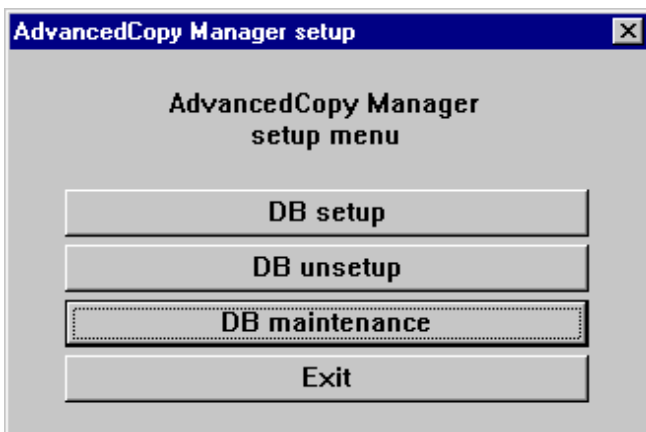 AdvancedCopy Manager setup
AdvancedCopy Manager
setup menu
DB setup
DB unsetup
DB maintenance
Exit